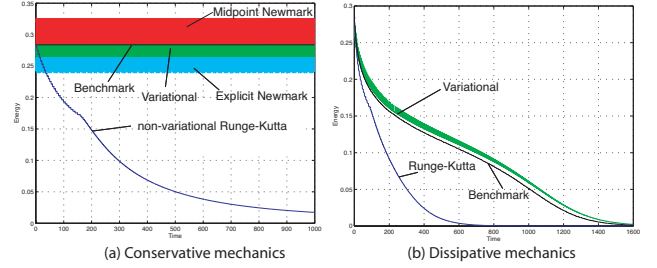 Midpoint Newmark
Benchmark
Variational
Explicit Newmark
non-variational Runge-Kutta
Energy
0.35
0.3
0.25
0.2
0.15
0.1
0.05
0
0 100 200 300 400 500 600 700 800 900 1000
Time
(a) Conservative mechanics
Variational
Runge-Kutta
Benchmark
Energy
0.3
0.25
0.2
0.15
0.1
0.05
0
0 200 400 600 800 1000 1200 1400 1600
Time
(b) Dissipative mechanics